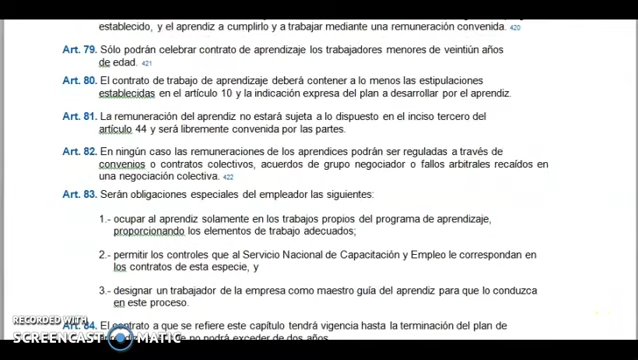 establecido, y el aprendiz a cumplirlo y a trabajar mediante una remuneración convenida. 420
Art. 79. Sólo podrán celebrar contrato de aprendizaje los trabajadores menores de veintiún años
de edad. 421
Art. 80. El contrato de trabajo de aprendizaje deberá contener a lo menos las estipulaciones
establecidas en el artículo 10 y la indicación expresa del plan a desarrollar por el aprendiz.
Art. 81. La remuneración del aprendiz no estará sujeta a lo dispuesto en el inciso tercero del
artículo 44 y será libremente convenida por las partes.
Art. 82. En ningún caso las remuneraciones de los aprendices podrán ser reguladas a través de
convenios o contratos colectivos, acuerdos de grupo negociador o fallos arbitrales recaídos en
una negociación colectiva. 422
Art. 83. Serán obligaciones especiales del empleador las siguientes:
1.- ocupar al aprendiz solamente en los trabajos propios del programa de aprendizaje,
proporcionando los elementos de trabajo adecuados;
2.- permitir los controles que al Servicio Nacional de Capacitación y Empleo le correspondan en
los contratos de esta especie, y
3.- designar un trabajador de la empresa como maestro guía del aprendiz para que lo conduzca
en este proceso.
Art. 84. El contrato a que se refiere este capítulo tendrá vigencia hasta la terminación del plan de
no podrá exceder de dos años.
RECORDED WITH
SCREENCAST MATIC